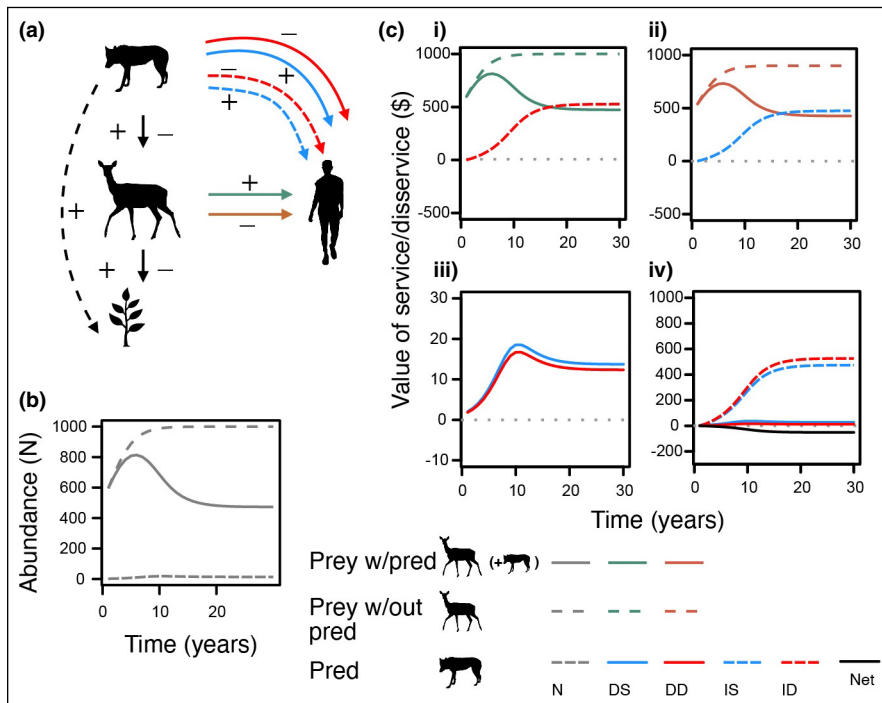 (a)
−
+
−
+
+ −
+
+
−
+ −
(b)
Abundance (N)
1000
800
600
400
200
0
0 10 20
Time (years)
(c)
Value of service/disservice ($)
i)
1000
500
0
-500
0 10 20 30
ii)
1000
500
0
-500
0 10 20 30
iii)
30
20
10
0
-10
0 10 20 30
iv)
1000
800
600
400
200
0
-200
0 10 20 30
Time (years)
Prey w/pred (+ )
Prey w/out
pred
Pred
N DS DD IS ID Net